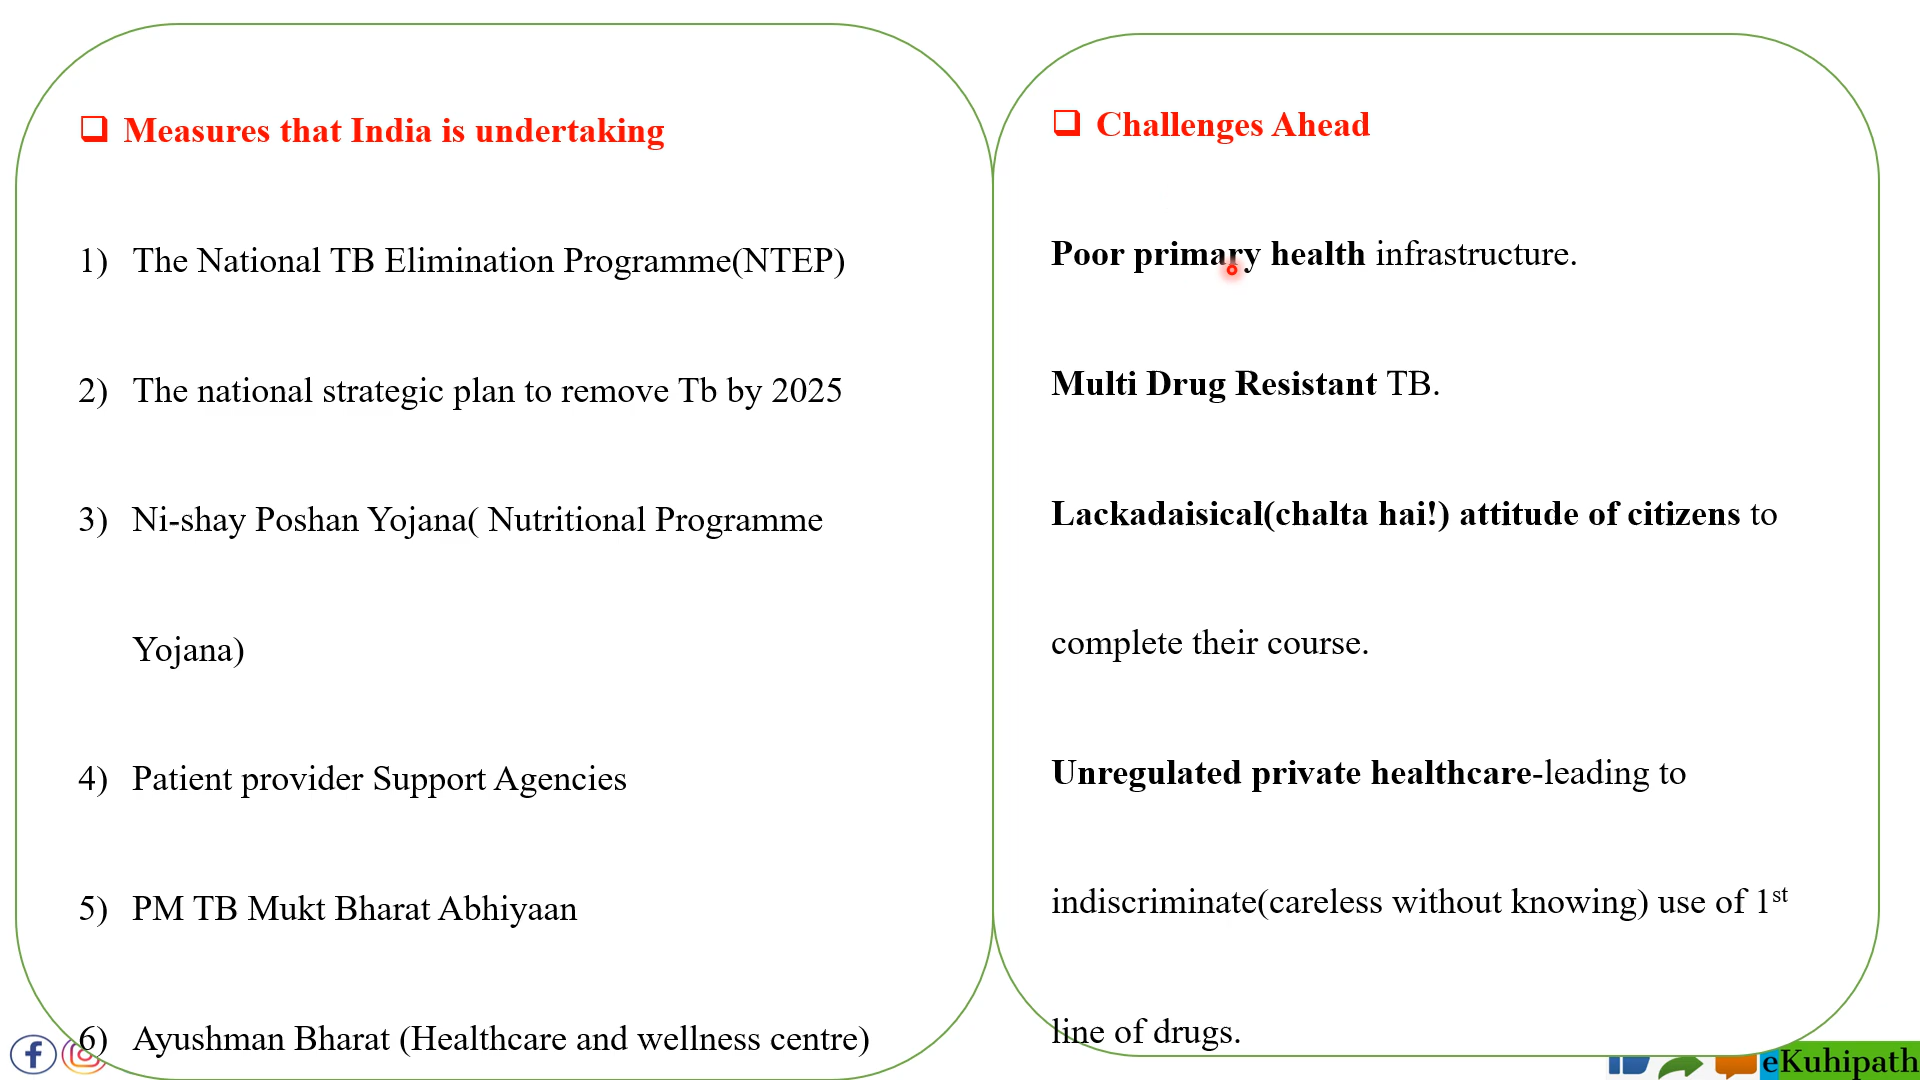 Measures that India is undertaking
1) The National TB Elimination Programme(NTEP)
2) The national strategic plan to remove Tb by 2025
3) Ni-shay Poshan Yojana( Nutritional Programme
Yojana)
4) Patient provider Support Agencies
5) PM TB Mukt Bharat Abhiyaan
6) Ayushman Bharat (Healthcare and wellness centre)
Challenges Ahead
Poor primary health infrastructure.
Multi Drug Resistant TB.
Lackadaisical(chalta hai!) attitude of citizens to
complete their course.
Unregulated private healthcare-leading to
indiscriminate(careless without knowing) use of 1st
line of drugs.
eKuhipath